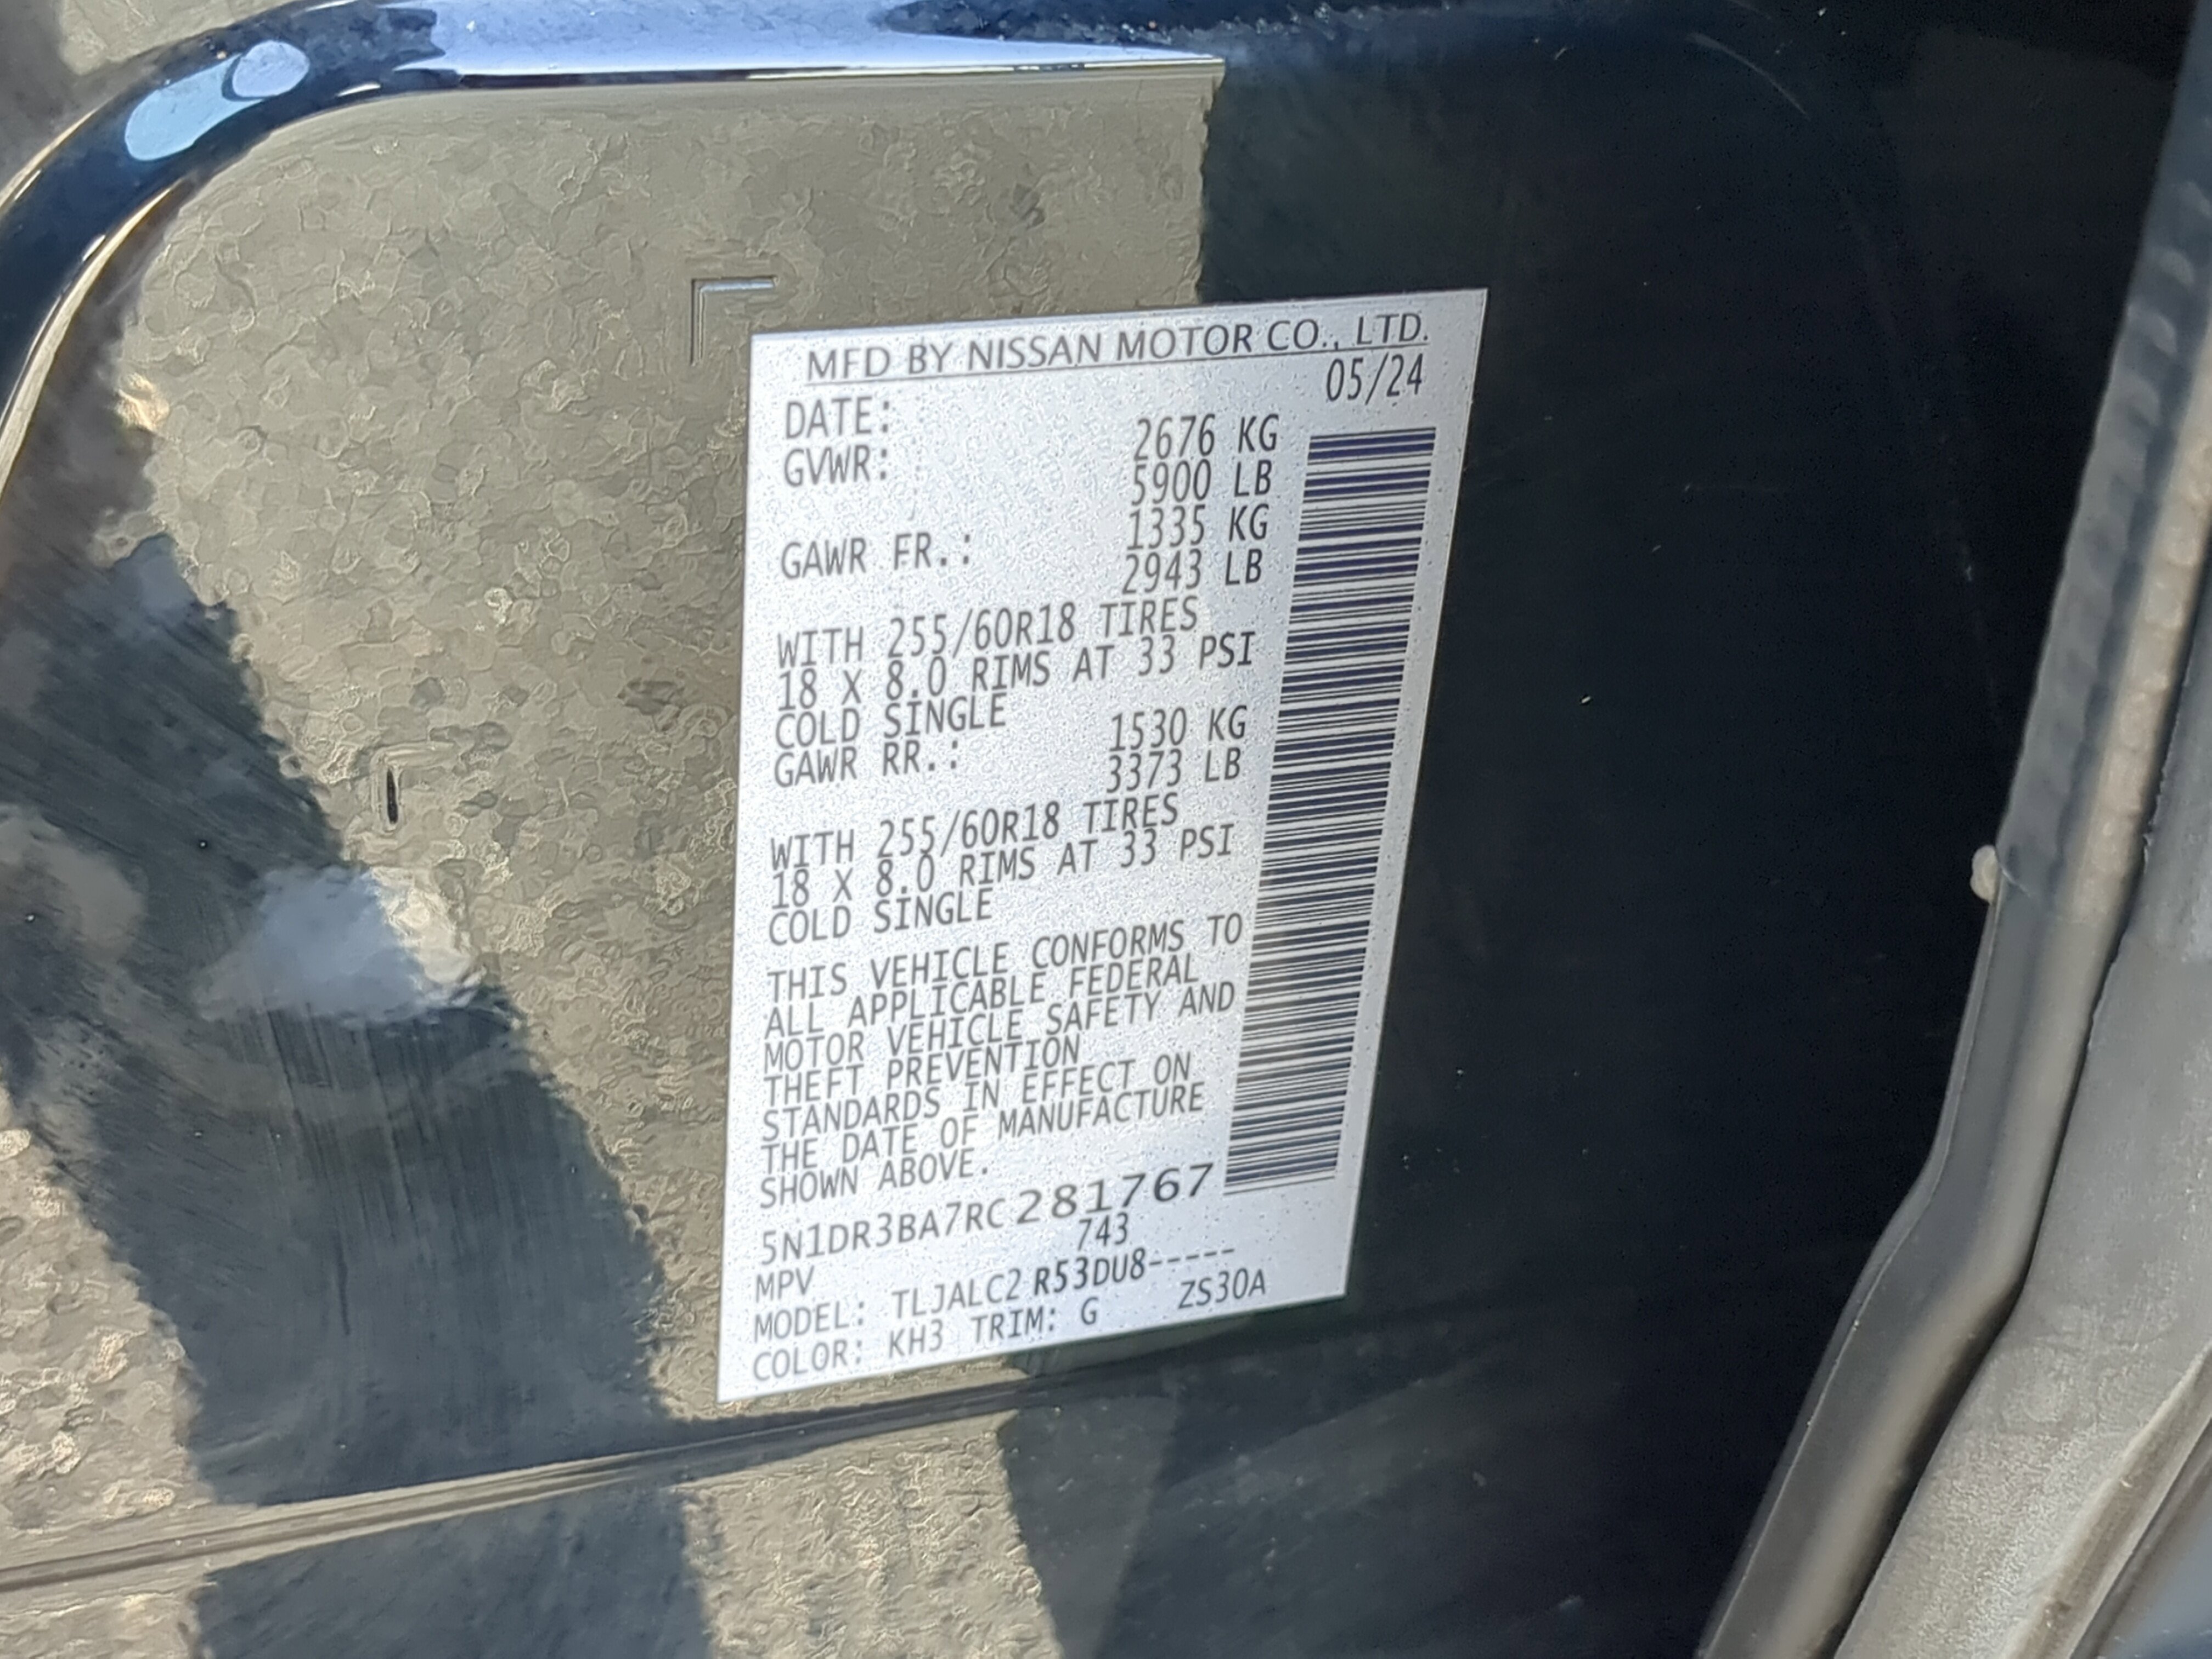 MFD BY NISSAN MOTOR CO., LTD.
DATE: 05/24
GVWR: 2676 KG
5900 LB
GAWR FR.: 1335 KG
2943 LB
WITH 255/60R18 TIRES
18 X 8.0 RIMS AT 33 PSI
COLD SINGLE
GAWR RR.: 1530 KG
3373 LB
WITH 255/60R18 TIRES
18 X 8.0 RIMS AT 33 PSI
COLD SINGLE
THIS VEHICLE CONFORMS TO
ALL APPLICABLE FEDERAL
MOTOR VEHICLE SAFETY AND
THEFT PREVENTION
STANDARDS IN EFFECT ON
THE DATE OF MANUFACTURE
SHOWN ABOVE.
5N1DR3BA7RC281767
MPV 743
MODEL: TLJALC2 R53DU8-----
COLOR: KH3 TRIM: G ZS30A